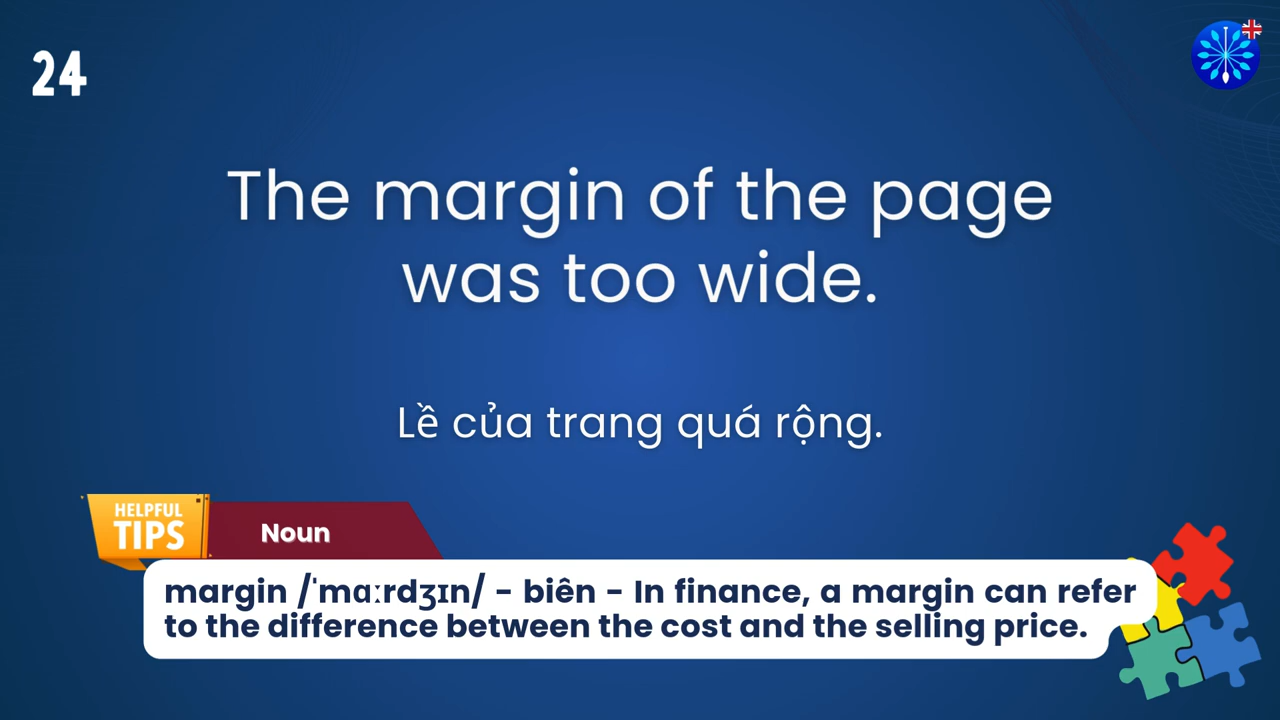 24
The margin of the page
was too wide.
Lề của trang quá rộng.
HELPFUL
TIPS
Noun
margin /ˈmɑːrdʒɪn/ - biên - In finance, a margin can refer
to the difference between the cost and the selling price.